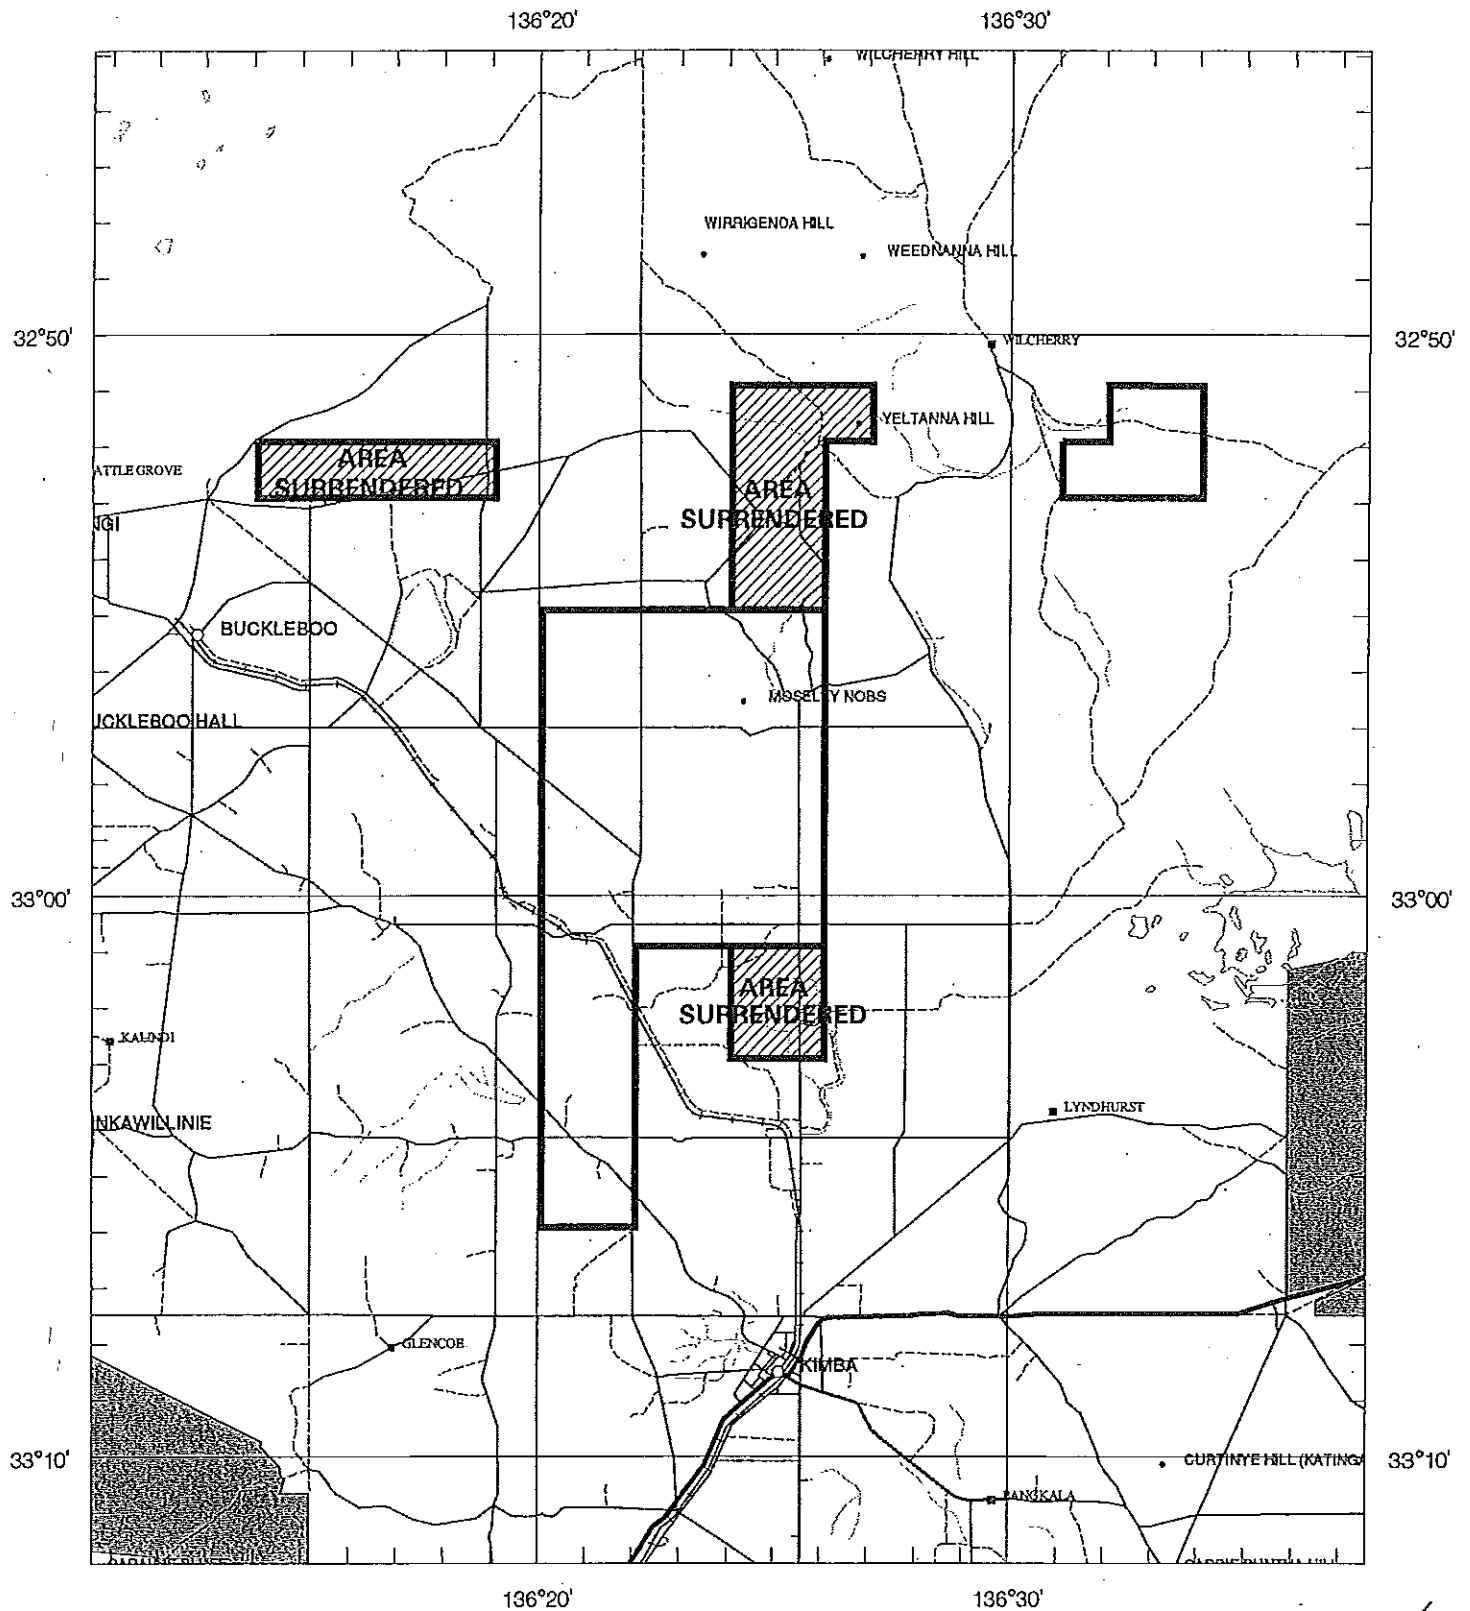 136°20'
136°30'
WILCHERRY HILL
WIRRIGENDA HILL
WEEDNANNA HILL
32°50'
32°50'
WILCHERRY
YELTANNA HILL
AREA
SURRENDERED
ATTLE GROVE
AREA
SURRENDERED
NGI
BUCKLEBOO
MOSELEY NOBS
UCKLEBOO HALL
33°00'
33°00'
AREA
SURRENDERED
KALINDI
LYNDHURST
INKAWILLINIE
GLENCOE
KIMBA
33°10'
CURTINYE HILL (KATINGA
33°10'
PANGKALA
136°20'
136°30'